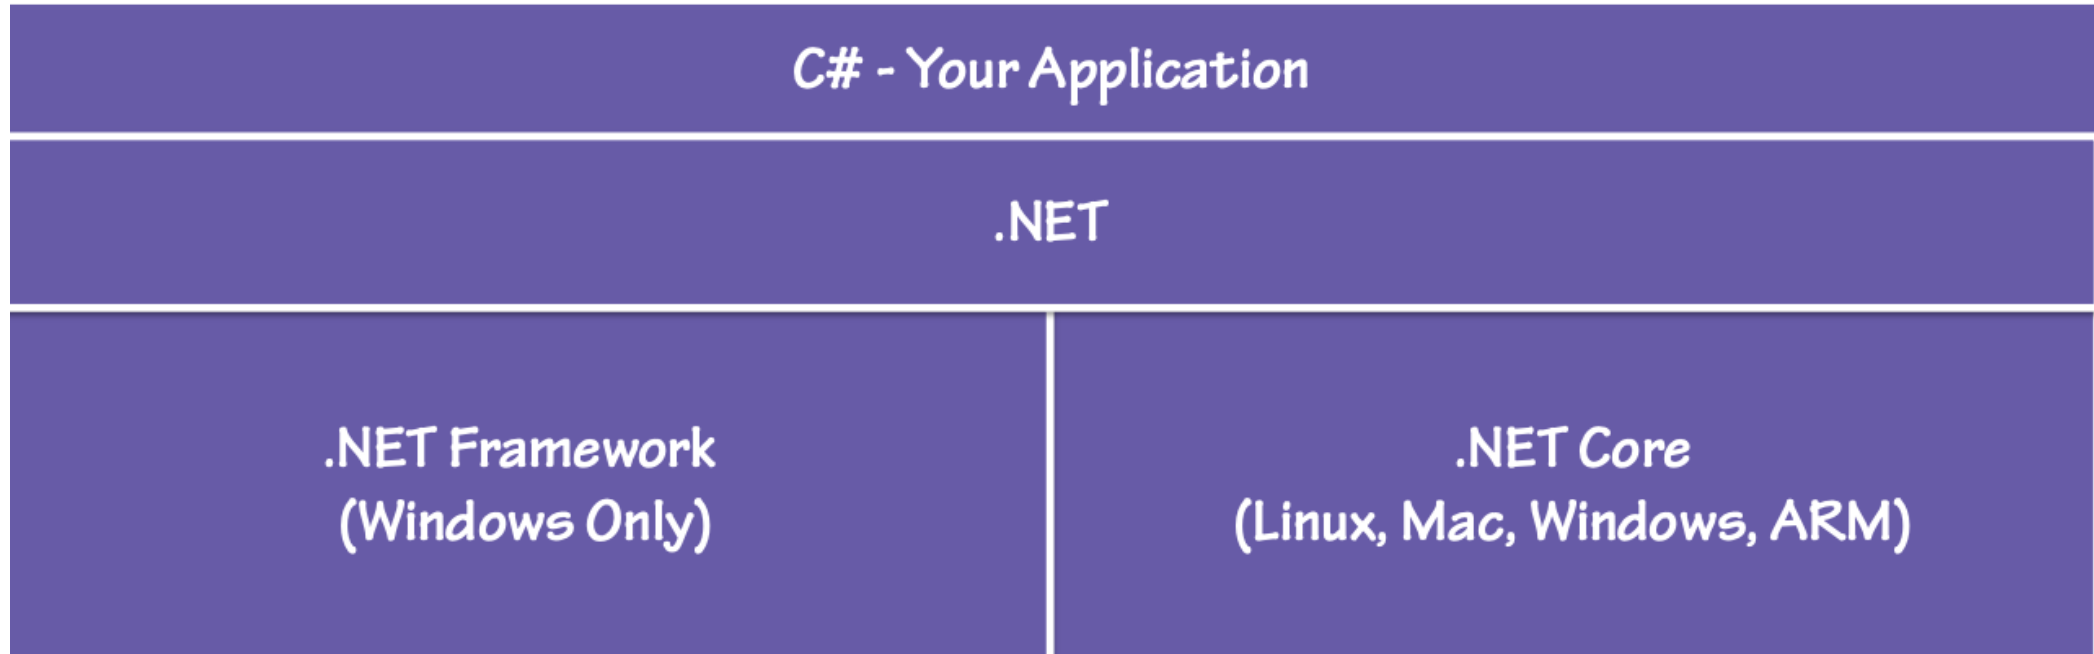 C# - Your Application
.NET
.NET Framework
(Windows Only)
.NET Core
(Linux, Mac, Windows, ARM)